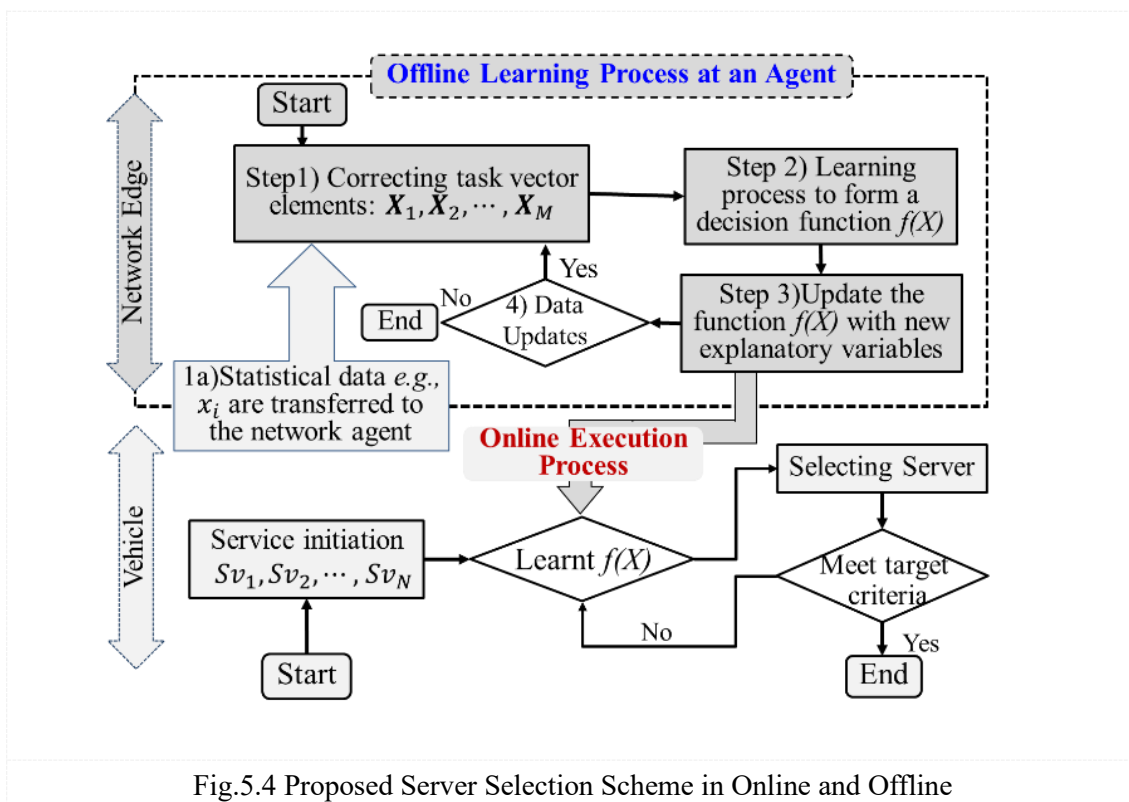 Offline Learning Process at an Agent
Start
Network Edge
Step1) Correcting task vector
elements: X₁, X₂, ⋯, X_M
Step 2) Learning
process to form a
decision function f(X)
Yes
No
4) Data
Updates
End
Step 3)Update the
function f(X) with new
explanatory variables
1a)Statistical data e.g.,
xᵢ are transferred to
the network agent
Online Execution
Process
Vehicle
Service initiation
Sv₁, Sv₂, ⋯, Sv_N
Start
Learnt f(X)
Selecting Server
Meet target
criteria
No
Yes
End
Fig.5.4 Proposed Server Selection Scheme in Online and Offline